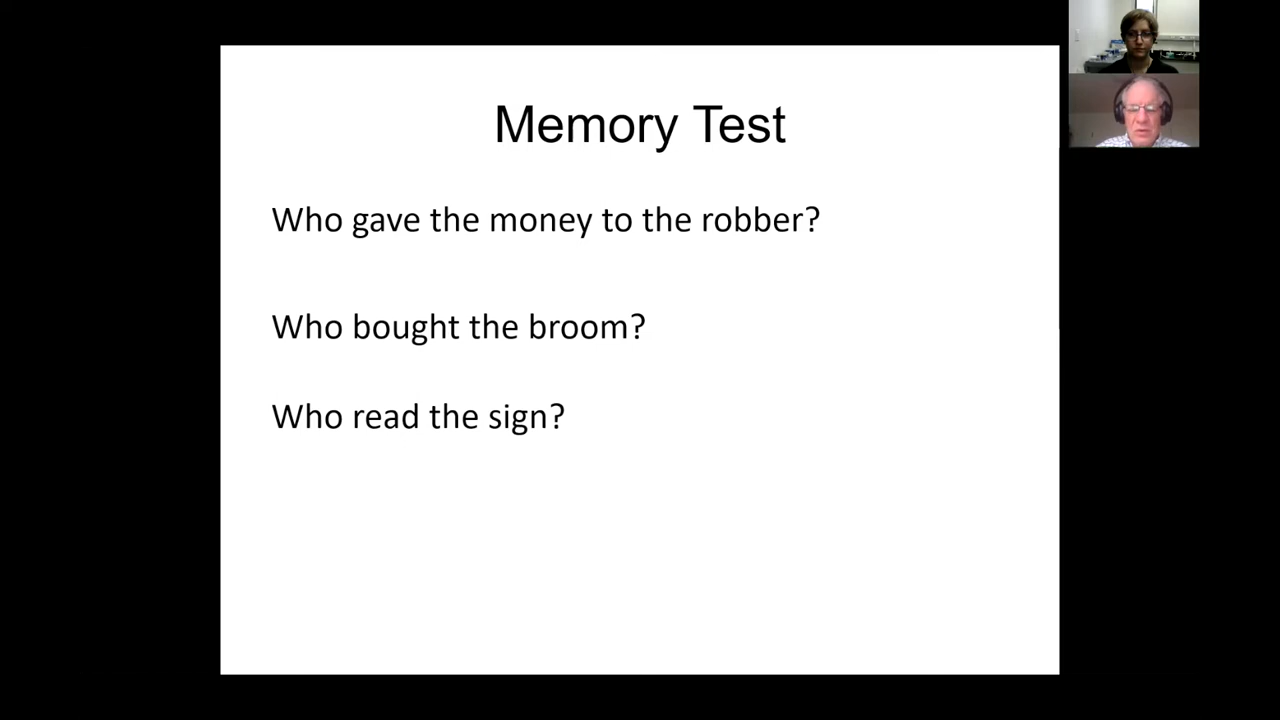 Memory Test
Who gave the money to the robber?
Who bought the broom?
Who read the sign?